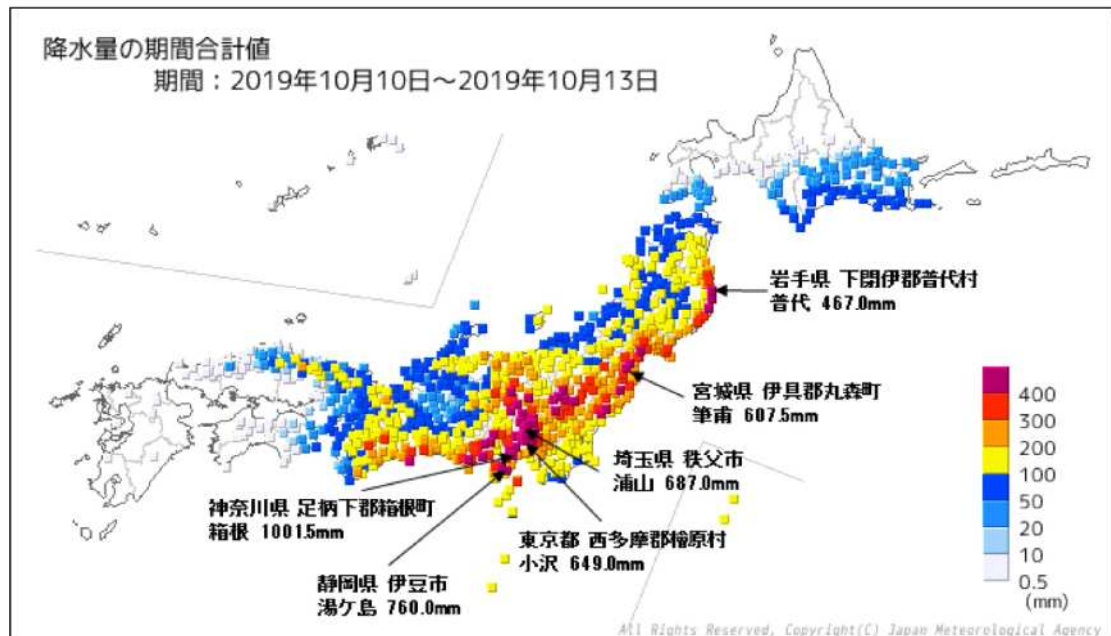 降水量の期間合計値
期間：2019年10月10日～2019年10月13日
岩手県 下閉伊郡普代村
普代 467.0mm
宮城県 伊具郡丸森町
筆甫 607.5mm
埼玉県 秩父市
浦山 687.0mm
神奈川県 足柄下郡箱根町
箱根 1001.5mm
東京都 西多摩郡檜原村
小沢 649.0mm
静岡県 伊豆市
湯ケ島 760.0mm
400
300
200
100
50
20
10
0.5
(mm)
All Rights Reserved, Copyright(C) Japan Meteorological Agency